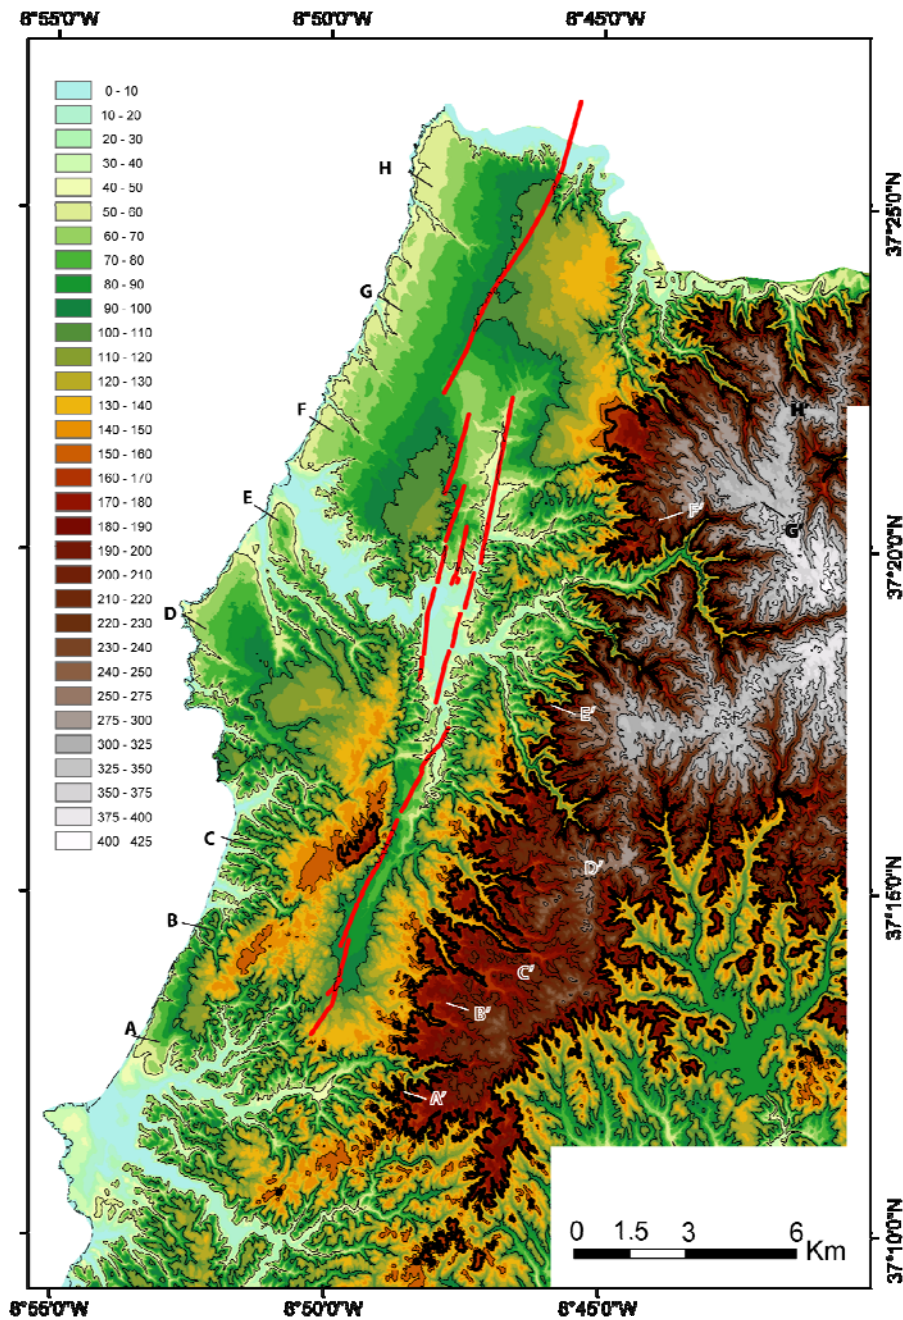 8°55'0"W 8°50'0"W 8°45'0"W
0 - 10
10 - 20
20 - 30
30 - 40
40 - 50
50 - 60
60 - 70
70 - 80
80 - 90
90 - 100
100 - 110
110 - 120
120 - 130
130 - 140
140 - 150
150 - 160
160 - 170
170 - 180
180 - 190
190 - 200
200 - 210
210 - 220
220 - 230
230 - 240
240 - 250
250 - 275
275 - 300
300 - 325
325 - 350
350 - 375
375 - 400
400 425
H
37°25'0"N
G
F
H'
E
F'
G'
37°20'0"N
D
E'
C
D'
37°15'0"N
B
C'
B'
A
A'
0 1.5 3 6 Km
37°10'0"N
8°55'0"W 8°50'0"W 8°45'0"W